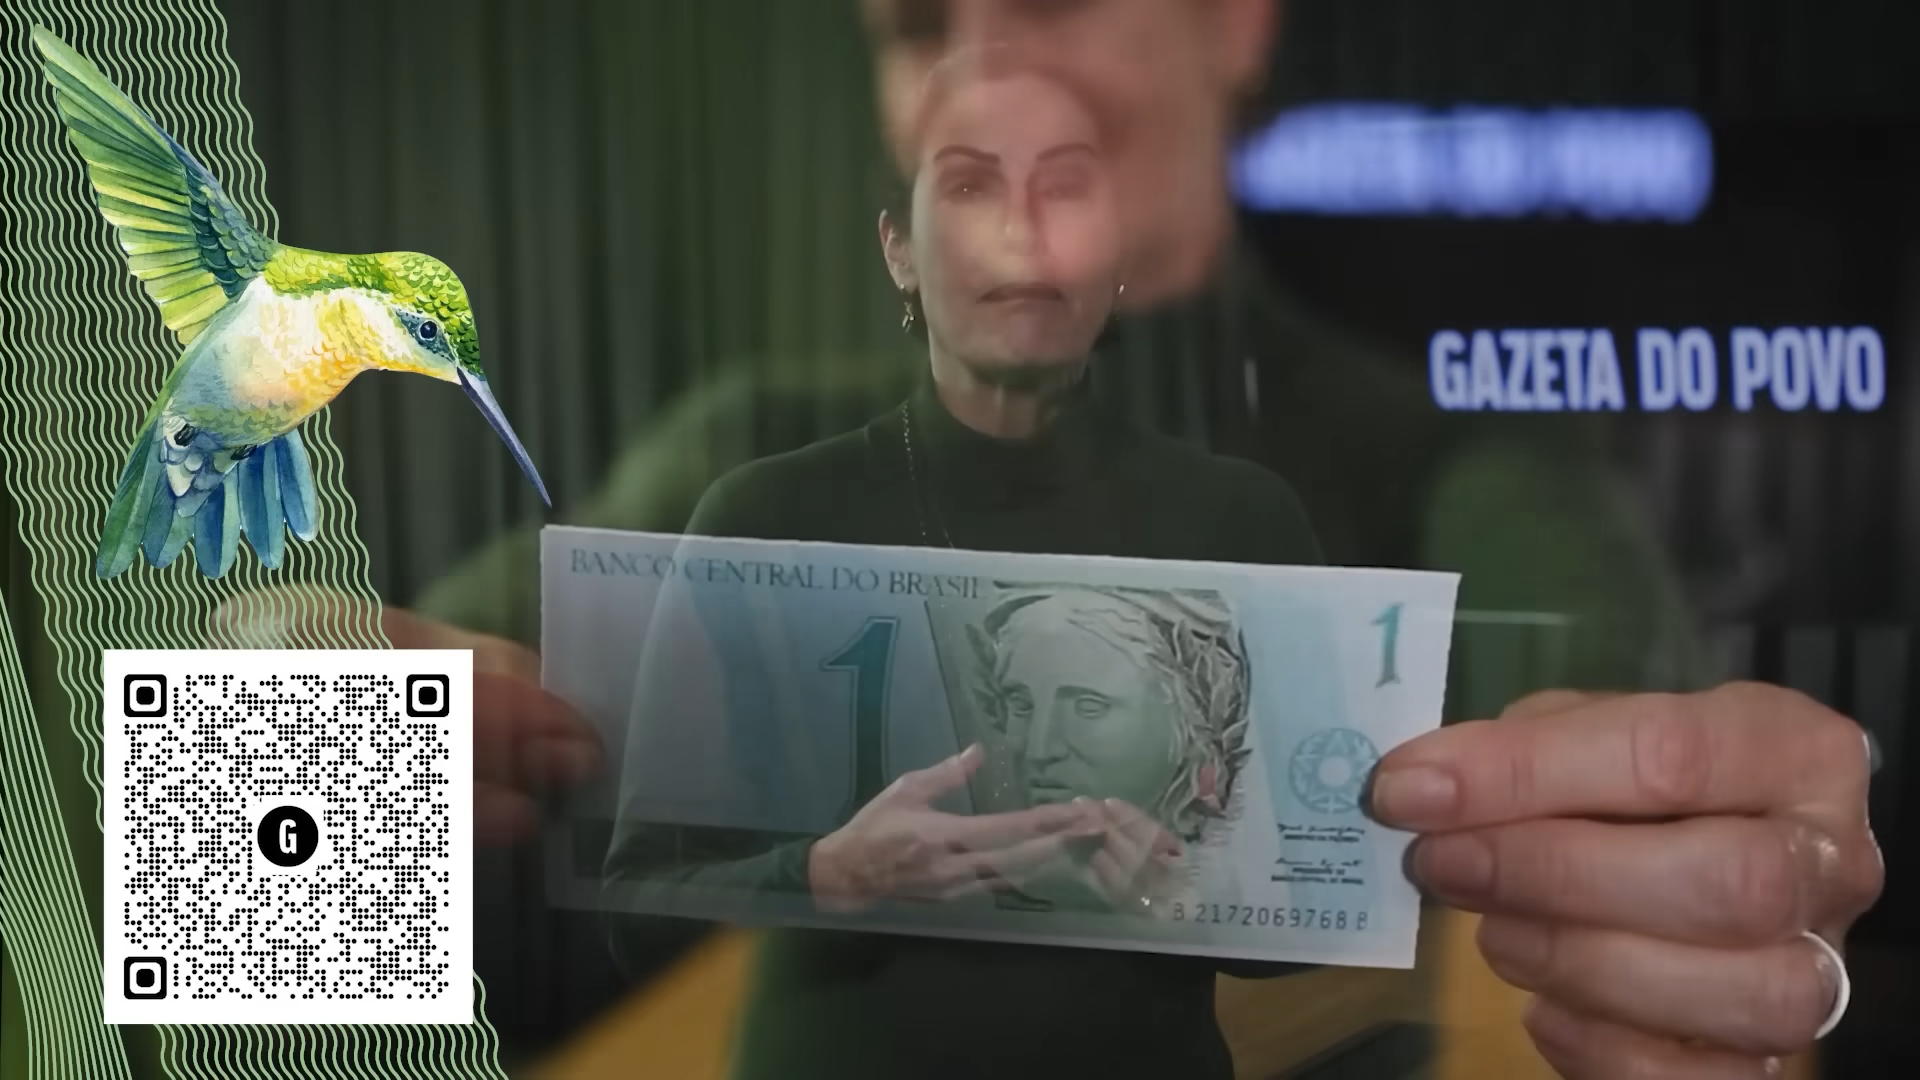 GAZETA DO POVO
BANCO CENTRAL DO BRASIL
1
1
B 2172069768 B
G